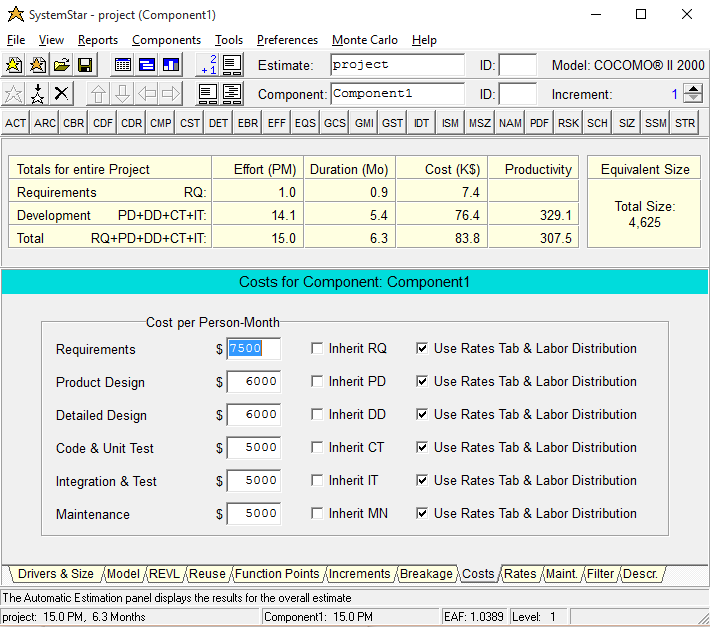 SystemStar - project (Component1)
File View Reports Components Tools Preferences Monte Carlo Help
Estimate: project ID: Model: COCOMO® II 2000
Component: Component1 ID: Increment: 1
ACT ARC CBR CDF CDR CMP CST DET EBR EFF EQS GCS GMI GST IDT ISM MSZ NAM PDF RSK SCH SIZ SSM STR
Totals for entire Project Effort (PM) Duration (Mo) Cost (K$) Productivity Equivalent Size
Requirements RQ: 1.0 0.9 7.4
Development PD+DD+CT+IT: 14.1 5.4 76.4 329.1 Total Size:
4,625
Total RQ+PD+DD+CT+IT: 15.0 6.3 83.8 307.5
Costs for Component: Component1
Cost per Person-Month
Requirements $ 7500 Inherit RQ Use Rates Tab & Labor Distribution
Product Design $ 6000 Inherit PD Use Rates Tab & Labor Distribution
Detailed Design $ 6000 Inherit DD Use Rates Tab & Labor Distribution
Code & Unit Test $ 5000 Inherit CT Use Rates Tab & Labor Distribution
Integration & Test $ 5000 Inherit IT Use Rates Tab & Labor Distribution
Maintenance $ 5000 Inherit MN Use Rates Tab & Labor Distribution
Drivers & Size Model REVL Reuse Function Points Increments Breakage Costs Rates Maint. Filter Descr.
The Automatic Estimation panel displays the results for the overall estimate
project: 15.0 PM, 6.3 Months Component1: 15.0 PM EAF: 1.0389 Level: 1